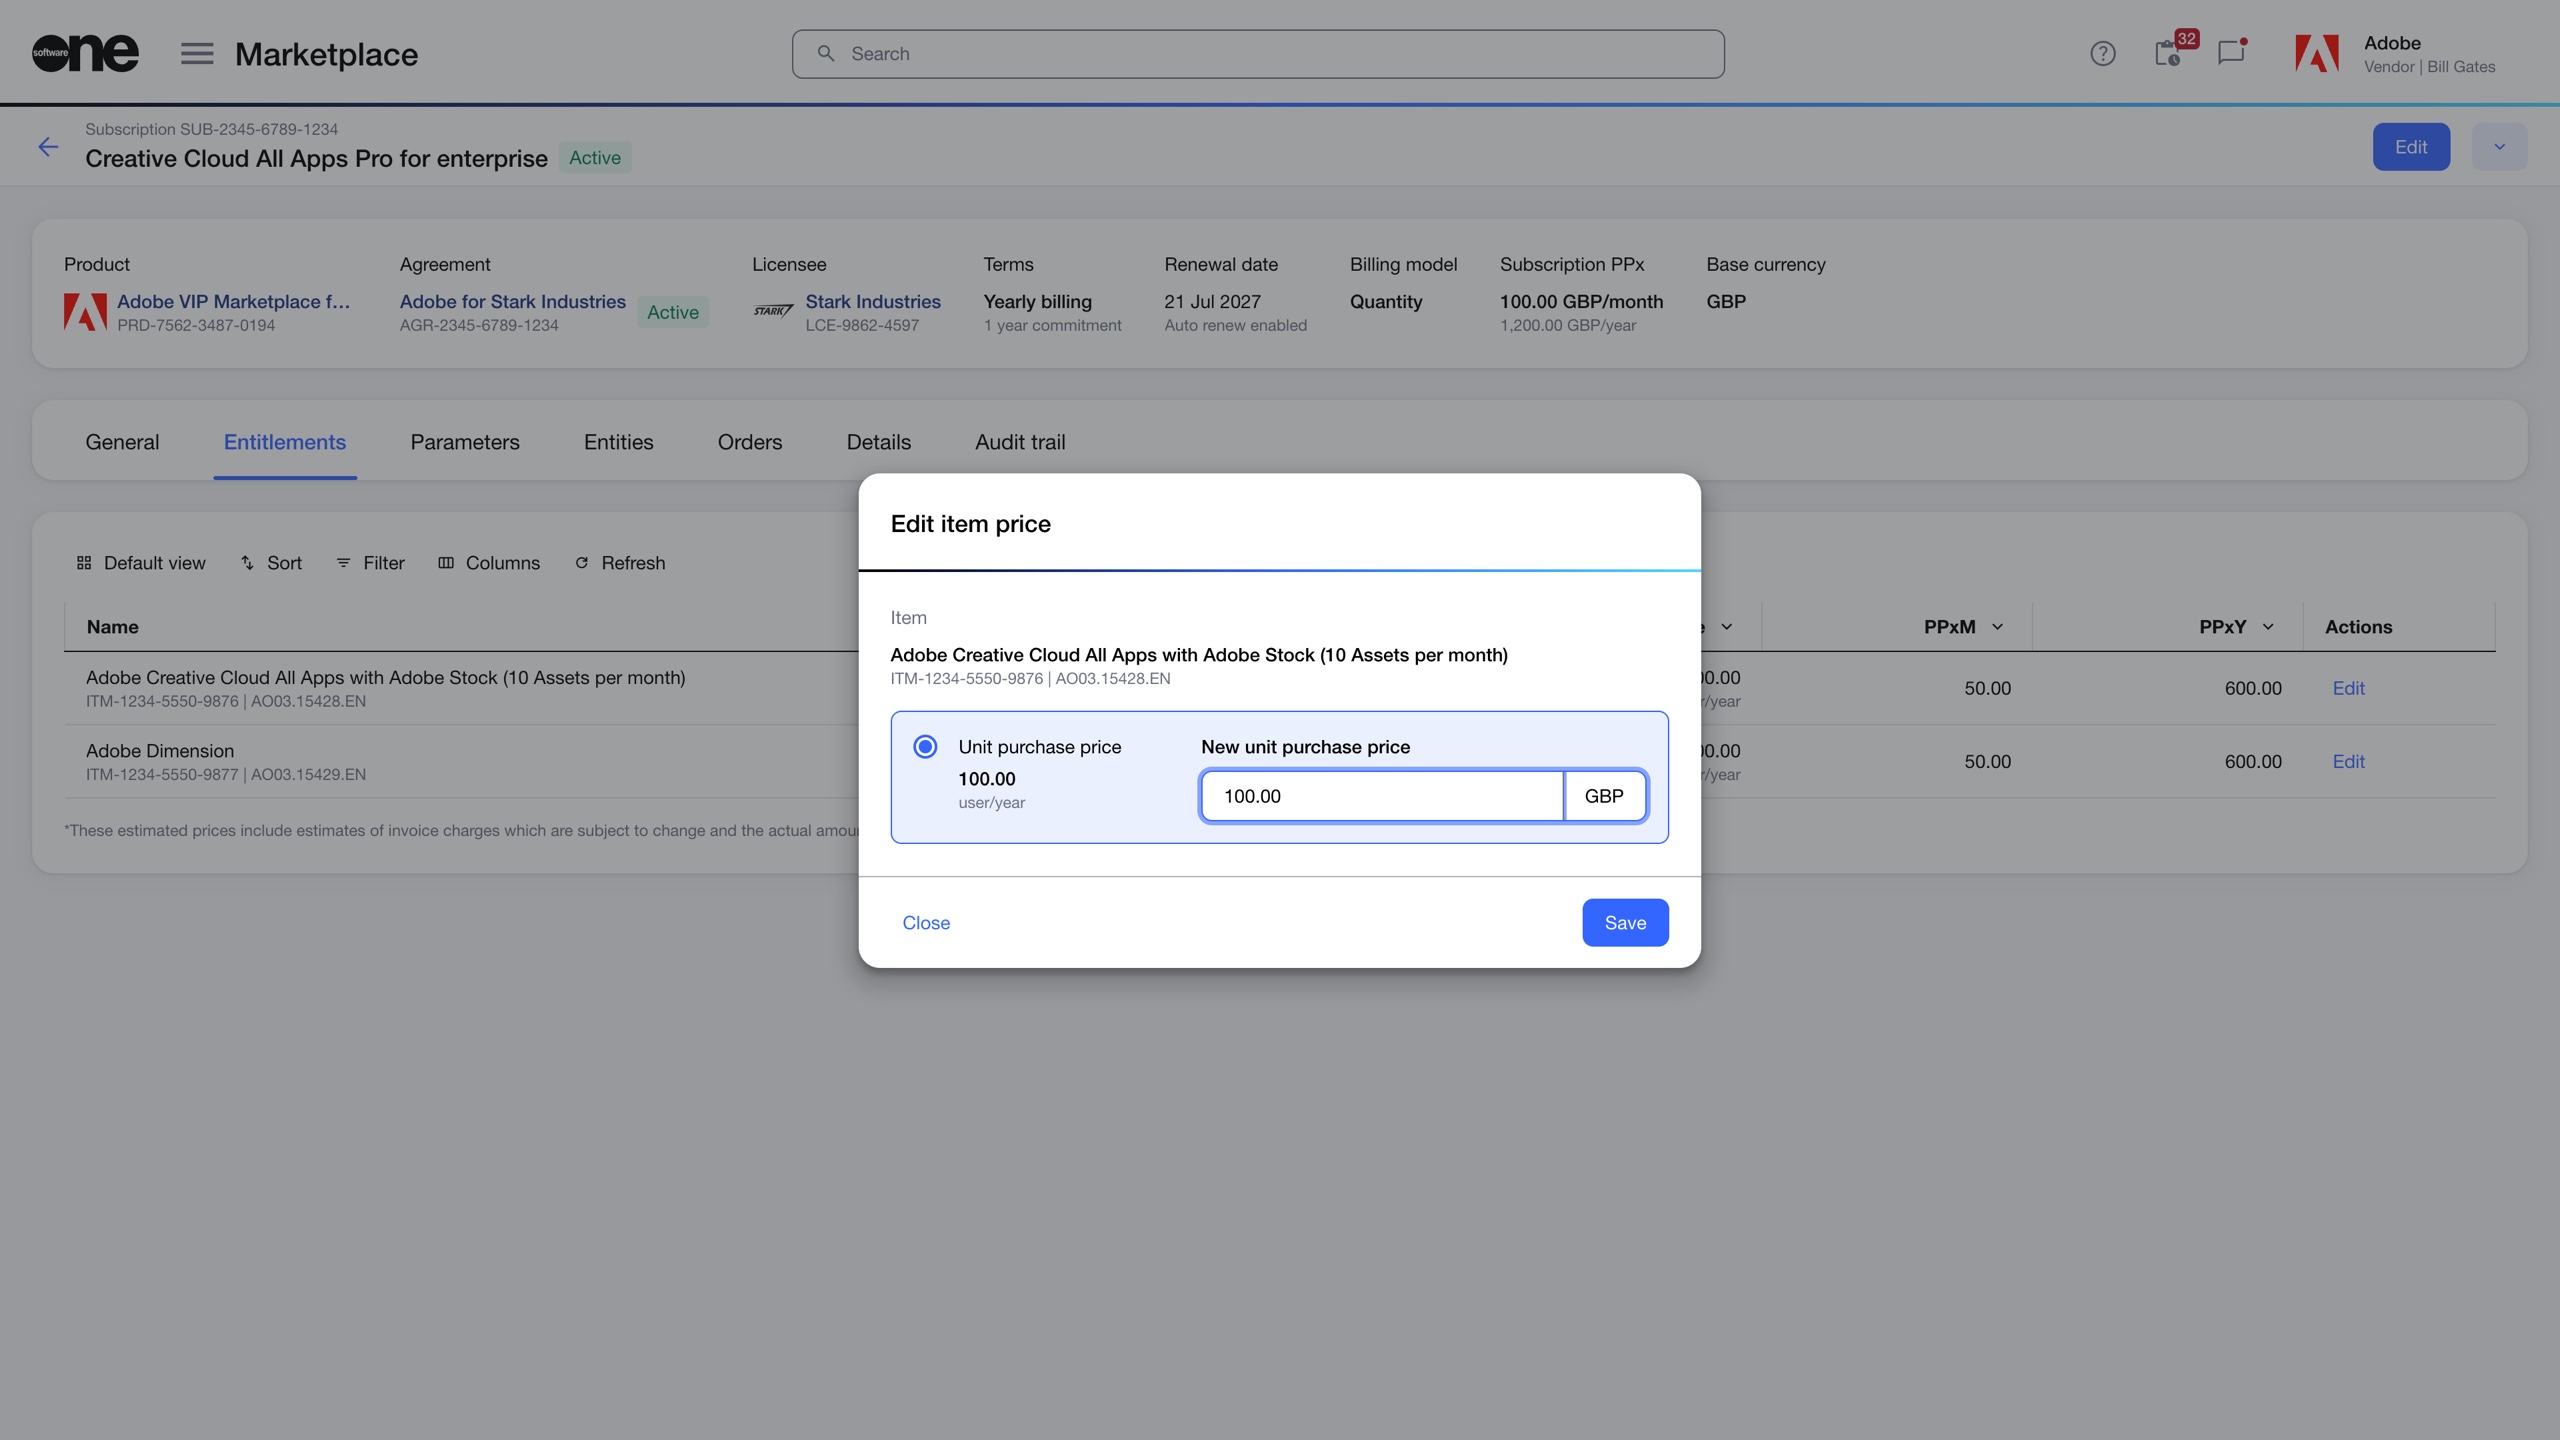 software one
Marketplace
Search
32
Adobe
Vendor | Bill Gates
Subscription SUB-2345-6789-1234
Creative Cloud All Apps Pro for enterprise
Active
Edit
Product
Adobe VIP Marketplace f...
PRD-7562-3487-0194
Agreement
Adobe for Stark Industries
AGR-2345-6789-1234
Active
Licensee
STARK
Stark Industries
LCE-9862-4597
Terms
Yearly billing
1 year commitment
Renewal date
21 Jul 2027
Auto renew enabled
Billing model
Quantity
Subscription PPx
100.00 GBP/month
1,200.00 GBP/year
Base currency
GBP
General Entitlements Parameters Entities Orders Details Audit trail
Default view Sort Filter Columns Refresh
Name PPxM PPxY Actions
Adobe Creative Cloud All Apps with Adobe Stock (10 Assets per month)
ITM-1234-5550-9876 | AO03.15428.EN
0.00
/year
50.00 600.00 Edit
Adobe Dimension
ITM-1234-5550-9877 | AO03.15429.EN
0.00
/year
50.00 600.00 Edit
*These estimated prices include estimates of invoice charges which are subject to change and the actual
Edit item price
Item
Adobe Creative Cloud All Apps with Adobe Stock (10 Assets per month)
ITM-1234-5550-9876 | AO03.15428.EN
Unit purchase price
100.00
user/year
New unit purchase price
100.00 GBP
Close Save